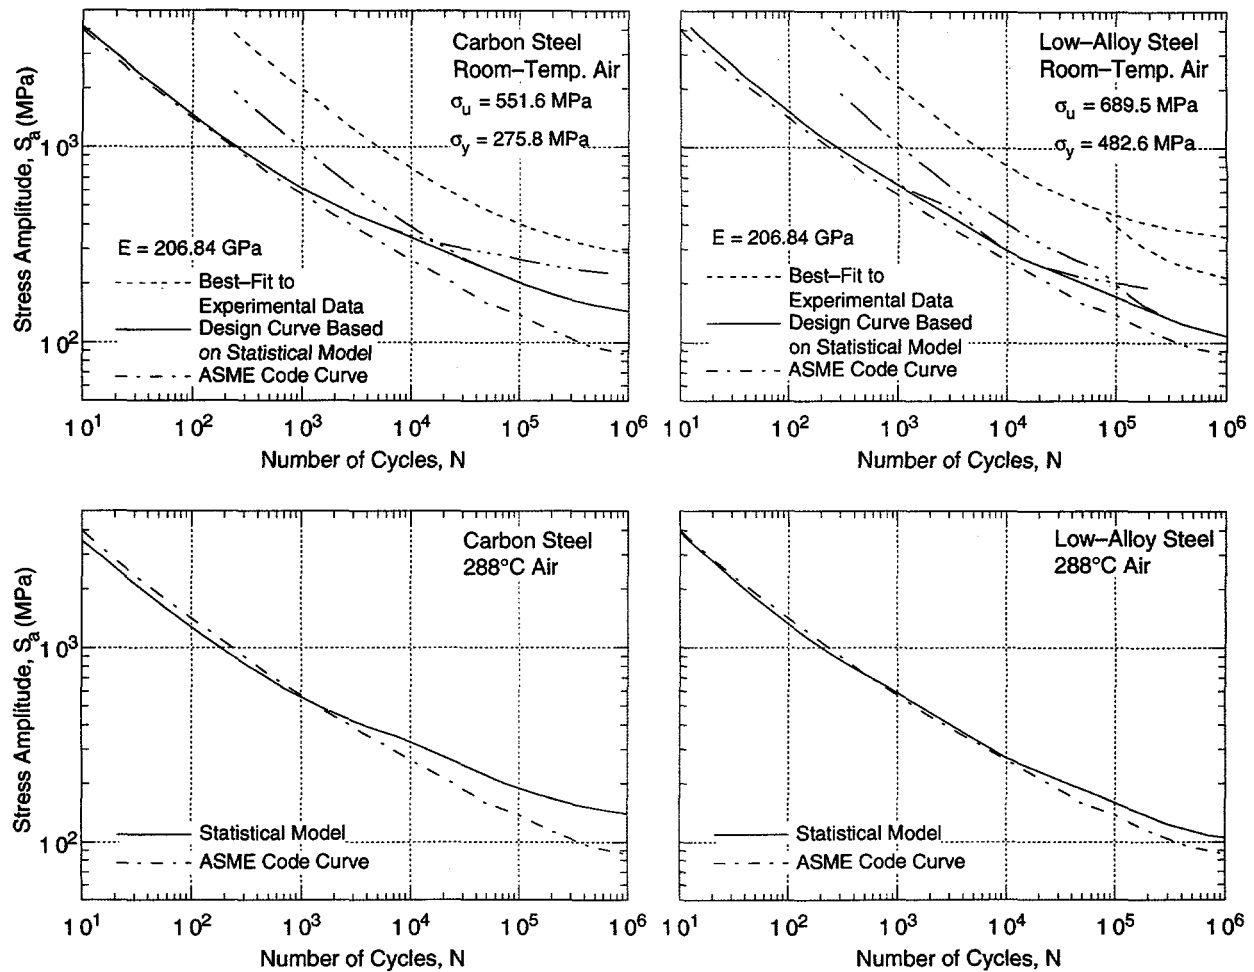 Stress Amplitude, Sa (MPa)
10^3
10^2
Carbon Steel
Room–Temp. Air
σu = 551.6 MPa
σy = 275.8 MPa
E = 206.84 GPa
Best–Fit to
Experimental Data
Design Curve Based
on Statistical Model
ASME Code Curve
10^1 10^2 10^3 10^4 10^5 10^6
Number of Cycles, N
10^3
10^2
Low–Alloy Steel
Room–Temp. Air
σu = 689.5 MPa
σy = 482.6 MPa
E = 206.84 GPa
Best–Fit to
Experimental Data
Design Curve Based
on Statistical Model
ASME Code Curve
10^1 10^2 10^3 10^4 10^5 10^6
Number of Cycles, N
Stress Amplitude, Sa (MPa)
10^3
10^2
Carbon Steel
288°C Air
Statistical Model
ASME Code Curve
10^1 10^2 10^3 10^4 10^5 10^6
Number of Cycles, N
10^3
10^2
Low–Alloy Steel
288°C Air
Statistical Model
ASME Code Curve
10^1 10^2 10^3 10^4 10^5 10^6
Number of Cycles, N